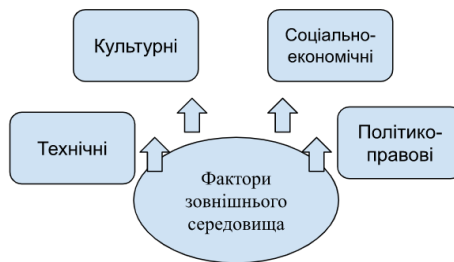 Культурні
Соціально-
економічні
Технічні
Політико-
правові
Фактори
зовнішнього
середовища